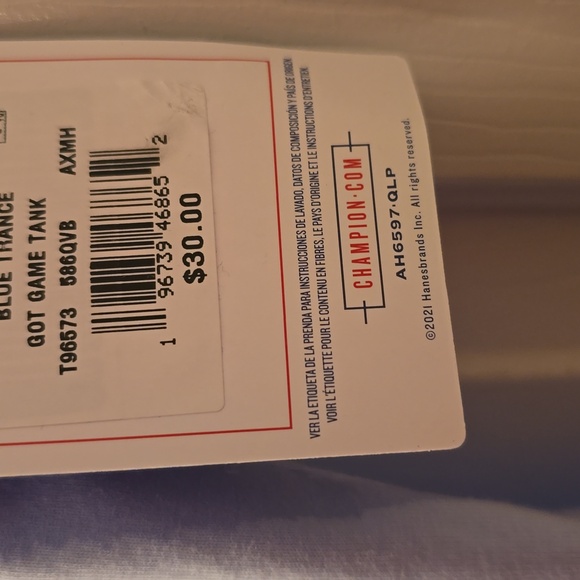 BLUE TRANCE
GOT GAME TANK
T96573 586QVB AXMH
1 96739 46865 2
$30.00
VER LA ETIQUETA DE LA PRENDA PARA INSTRUCCIONES DE LAVADO, DATOS DE COMPOSICIÓN Y PAÍS DE ORIGEN
VOIR L'ÉTIQUETTE POUR LE CONTENU EN FIBRES, LE PAYS D'ORIGINE ET LE INSTRUCTIONS D'ENTRETIEN
CHAMPION·COM
AH6597·QLP
©2021 Hanesbrands Inc. All rights reserved.